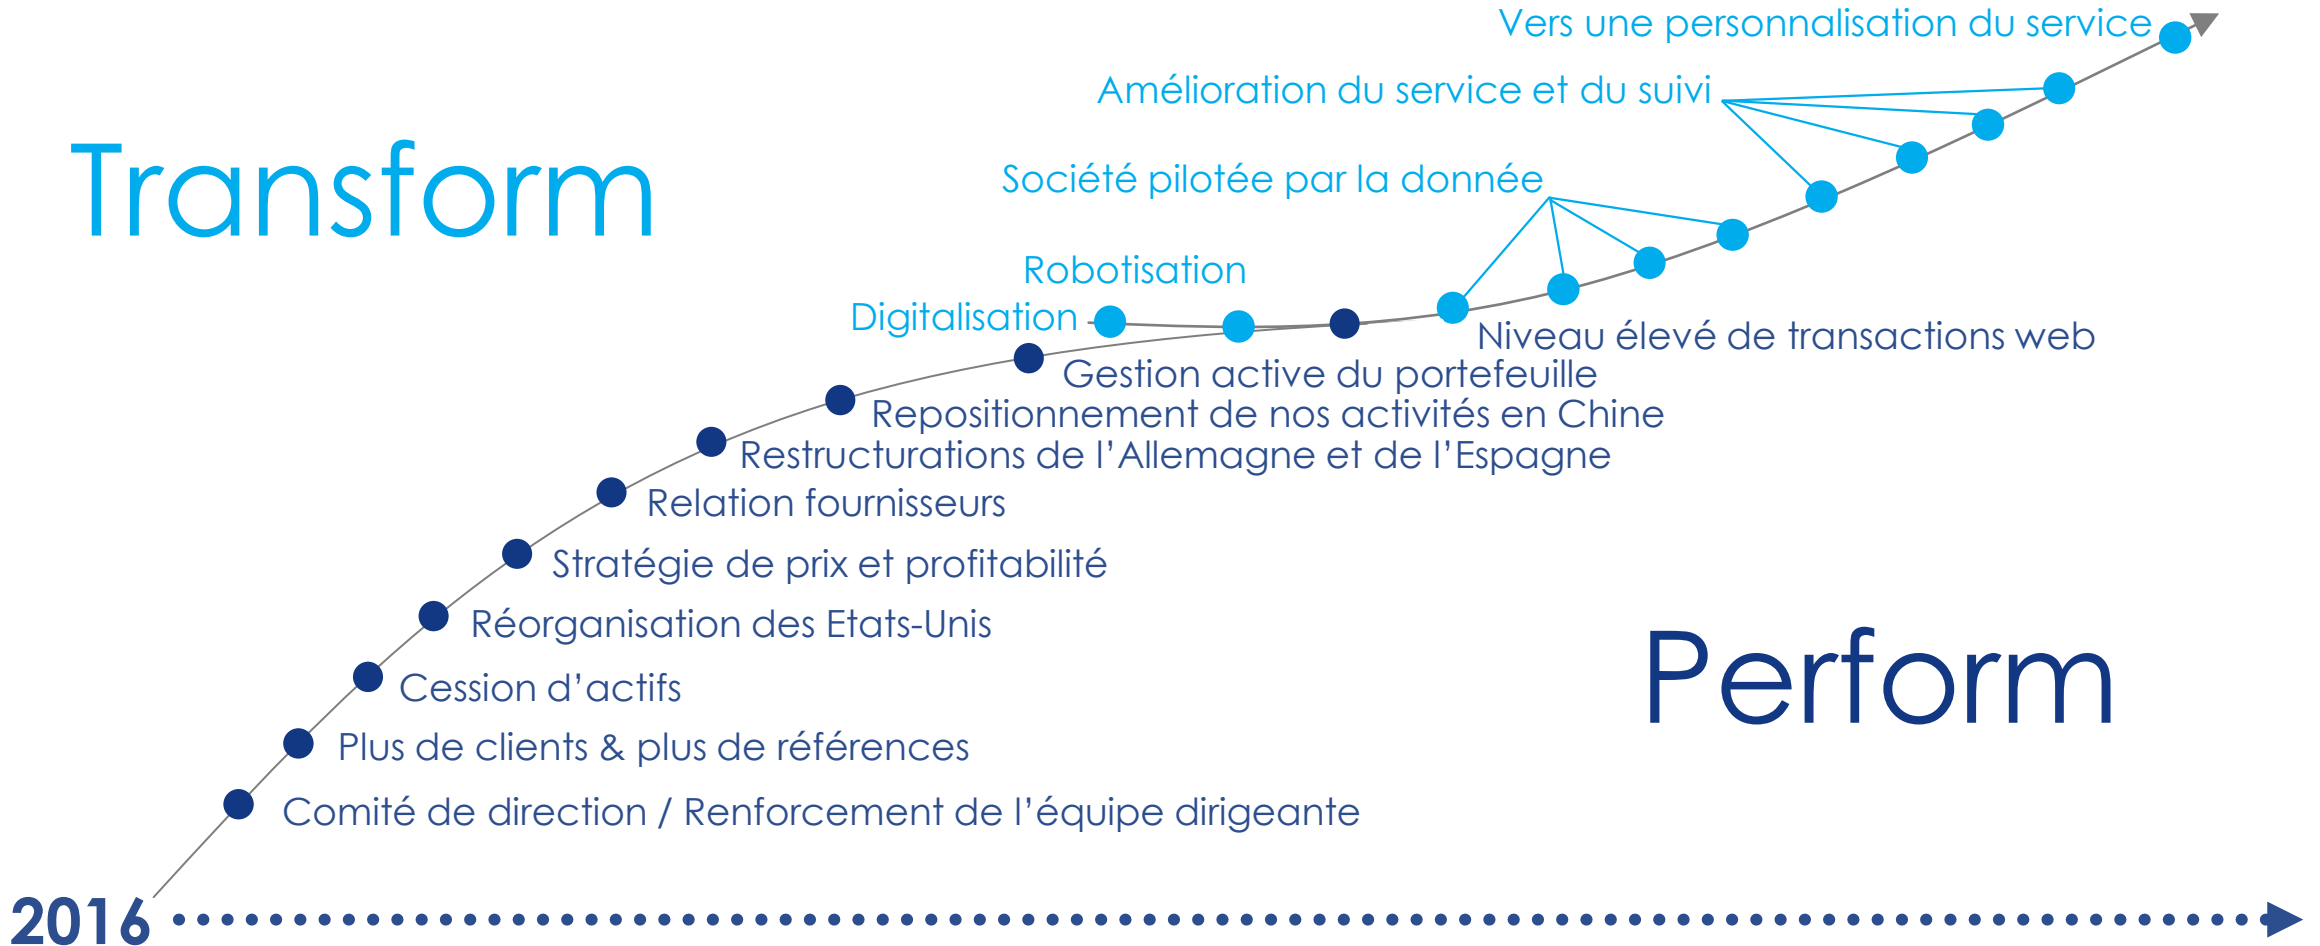 Vers une personnalisation du service
Amélioration du service et du suivi
Transform
Société pilotée par la donnée
Robotisation
Digitalisation
Niveau élevé de transactions web
Gestion active du portefeuille
Repositionnement de nos activités en Chine
Restructurations de l’Allemagne et de l’Espagne
Relation fournisseurs
Stratégie de prix et profitabilité
Réorganisation des Etats-Unis
Perform
Cession d’actifs
Plus de clients & plus de références
Comité de direction / Renforcement de l’équipe dirigeante
2016